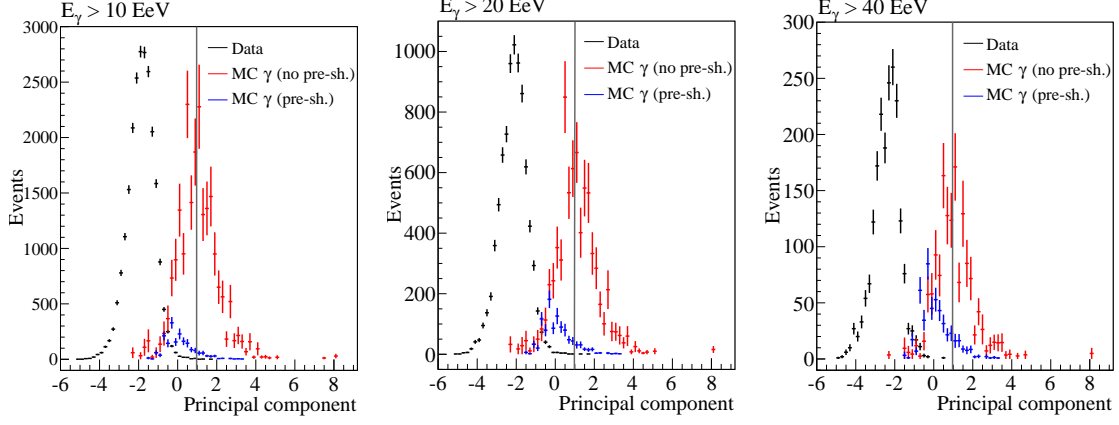 E_γ > 10 EeV
Events
3000
2500
2000
1500
1000
500
0
Data
MC γ (no pre-sh.)
MC γ (pre-sh.)
-6 -4 -2 0 2 4 6 8
Principal component
E_γ > 20 EeV
Events
1000
800
600
400
200
0
Data
MC γ (no pre-sh.)
MC γ (pre-sh.)
-6 -4 -2 0 2 4 6 8
Principal component
E_γ > 40 EeV
Events
400
350
300
250
200
150
100
50
0
Data
MC γ (no pre-sh.)
MC γ (pre-sh.)
-6 -4 -2 0 2 4 6 8
Principal component